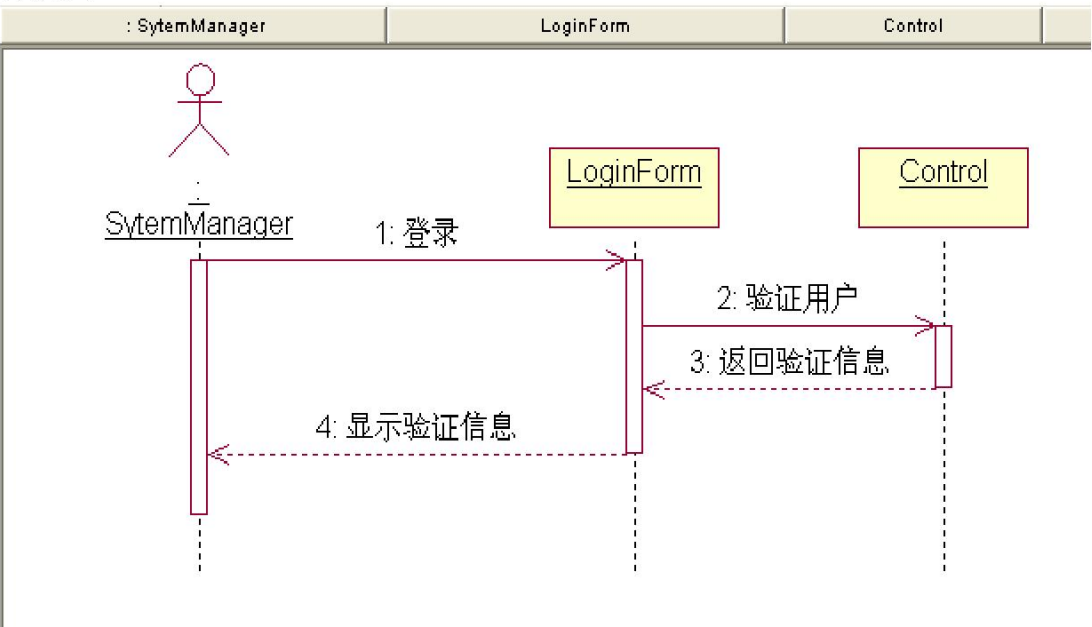 : SytemManager
LoginForm
Control
:
SytemManager
LoginForm
Control
1: 登录
2: 验证用户
3: 返回验证信息
4: 显示验证信息